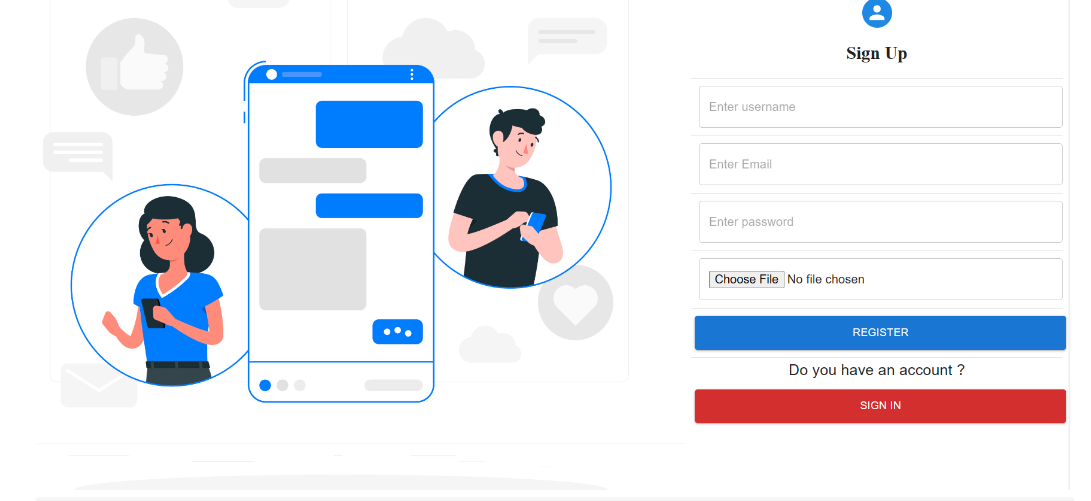 Sign Up
Enter username
Enter Email
Enter password
Choose File No file chosen
REGISTER
Do you have an account ?
SIGN IN